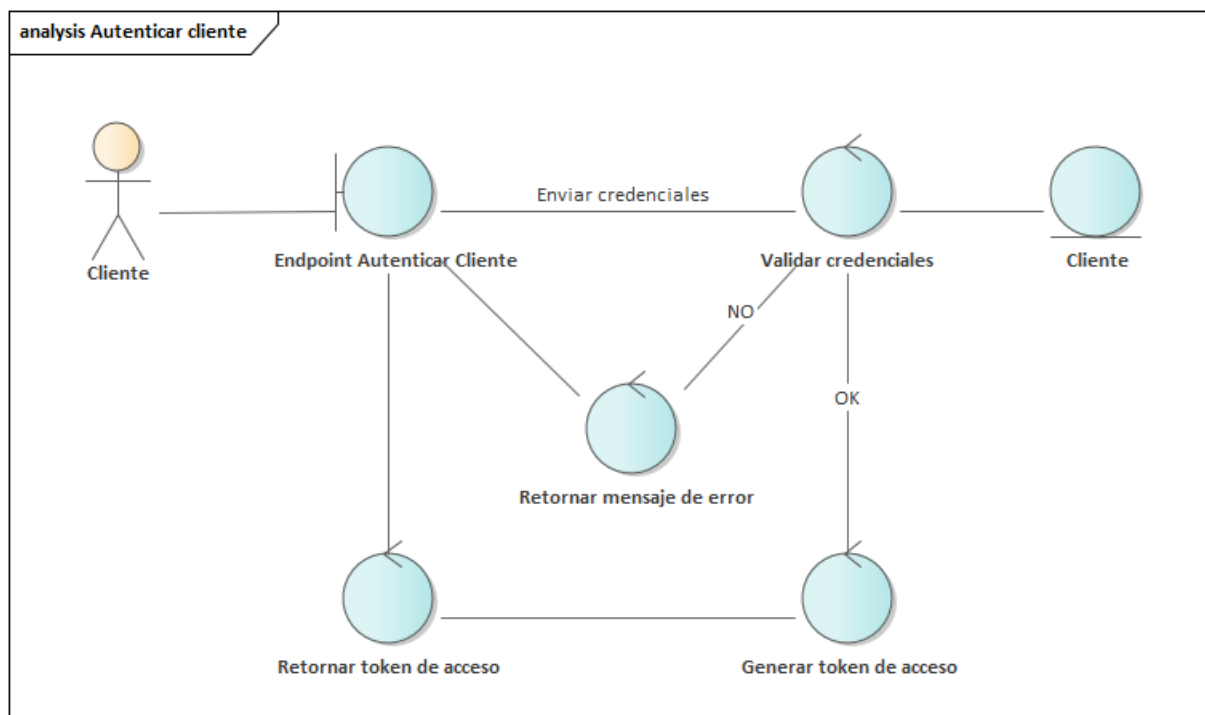 analysis Autenticar cliente
Enviar credenciales
Cliente
Endpoint Autenticar Cliente
Validar credenciales
Cliente
NO
OK
Retornar mensaje de error
Retornar token de acceso
Generar token de acceso